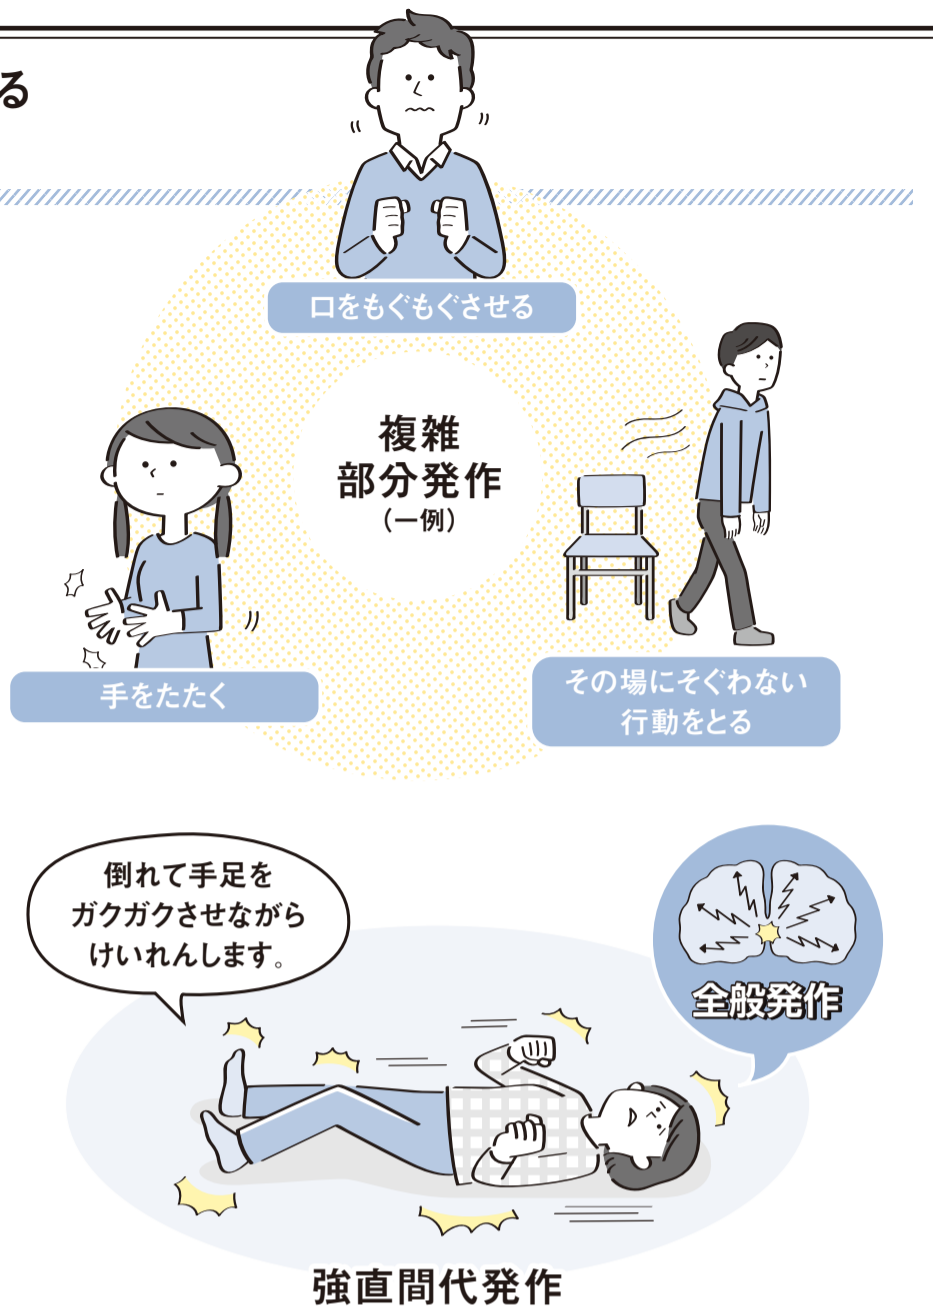 る
口をもぐもぐさせる
複雑
部分発作
（一例）
手をたたく
その場にそぐわない
行動をとる
倒れて手足を
ガクガクさせながら
けいれんします。
全般発作
強直間代発作